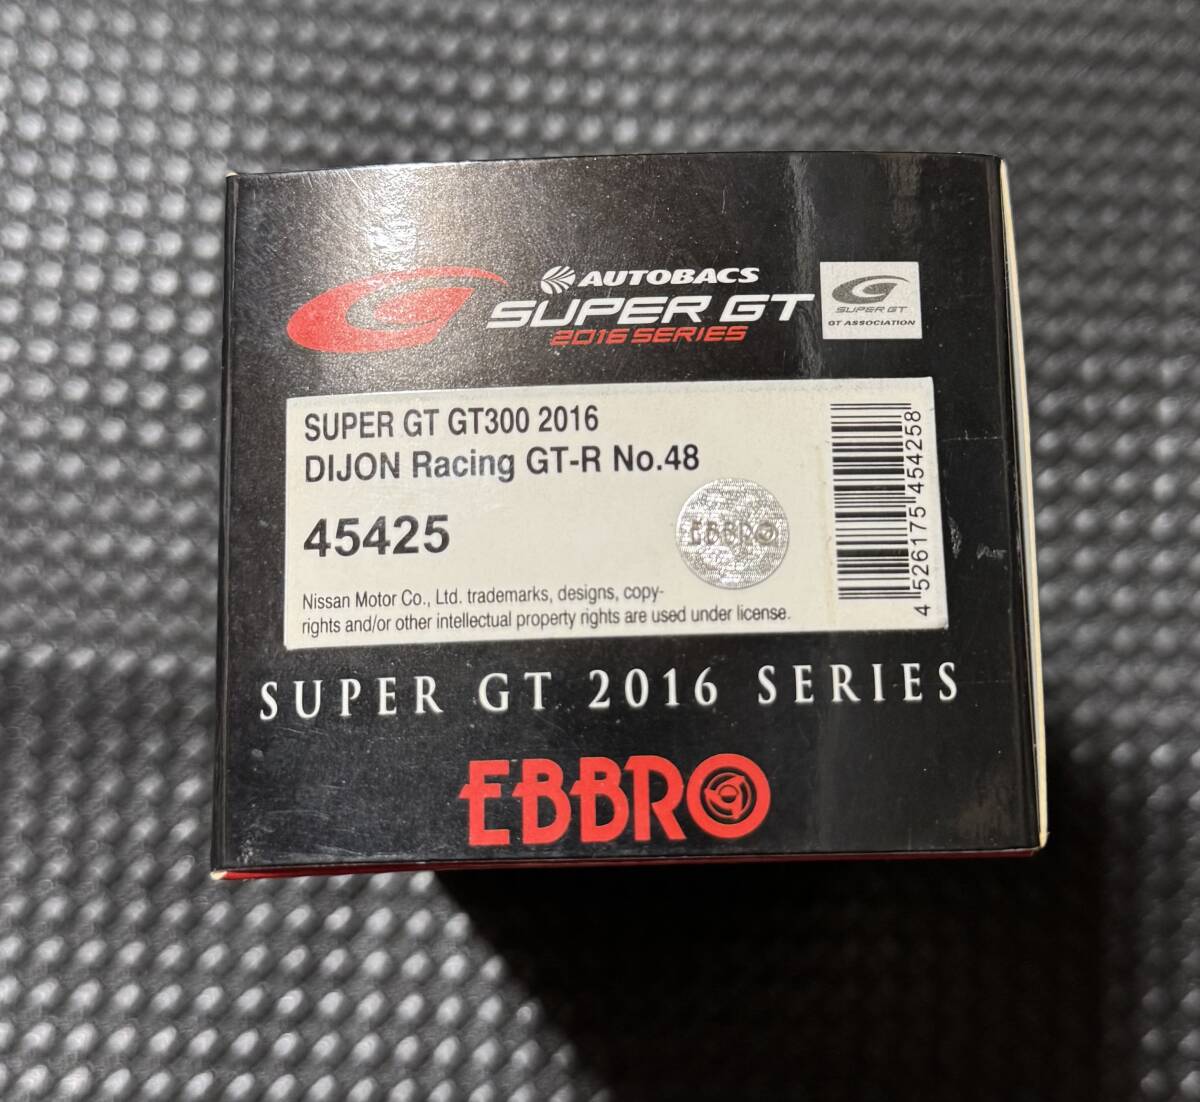 AUTOBACS
SUPER GT
2016 SERIES
SUPER GT
GT ASSOCIATION
SUPER GT GT300 2016
DIJON Racing GT-R No.48
45425
EBBRO
Nissan Motor Co., Ltd. trademarks, designs, copy-
rights and/or other intellectual property rights are used under license.
4 526175 454258
SUPER GT 2016 SERIES
EBBRO